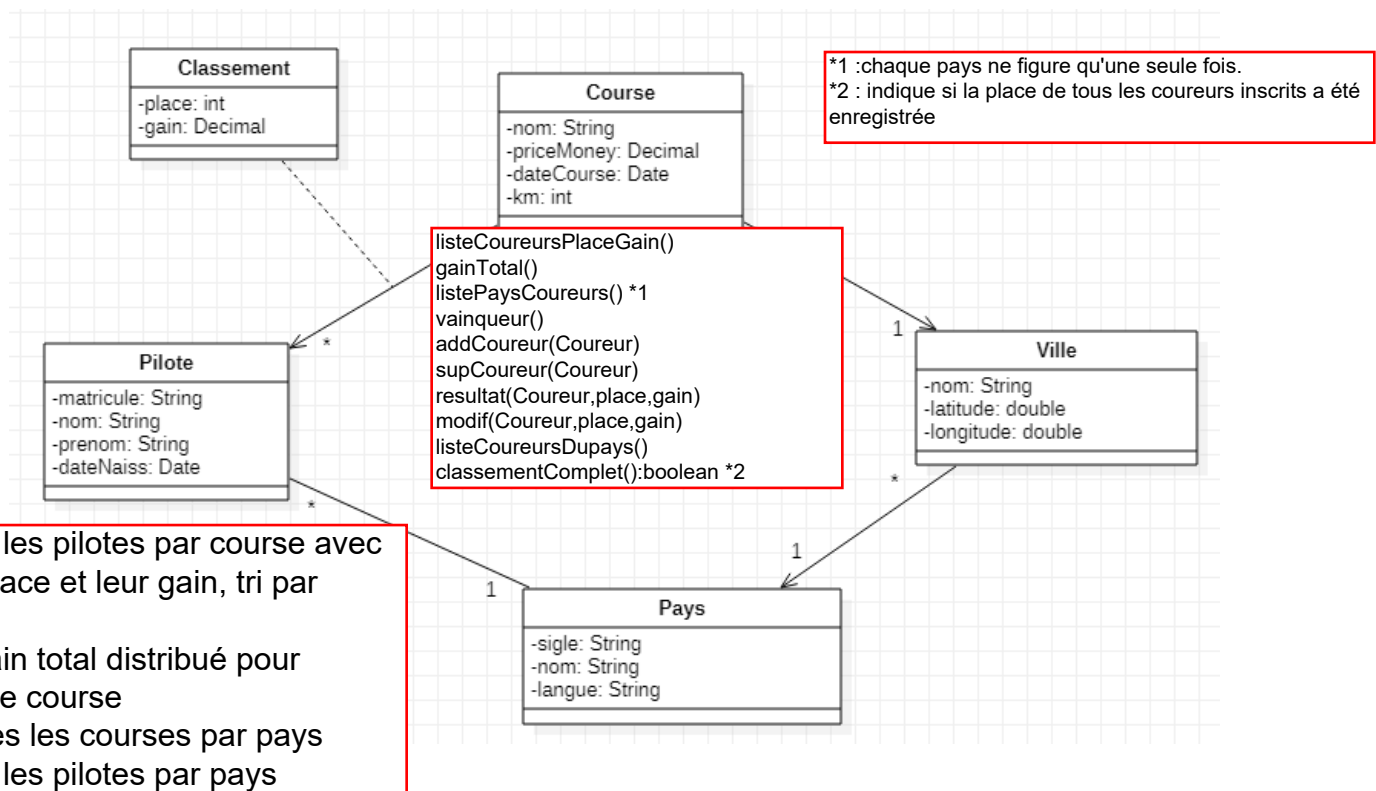 Classement
-place: int
-gain: Decimal
Course
-nom: String
-priceMoney: Decimal
-dateCourse: Date
-km: int
*1 :chaque pays ne figure qu'une seule fois.
*2 : indique si la place de tous les coureurs inscrits a été
enregistrée
listeCoureursPlaceGain()
gainTotal()
listePaysCoureurs() *1
vainqueur()
addCoureur(Coureur)
supCoureur(Coureur)
resultat(Coureur,place,gain)
modif(Coureur,place,gain)
listeCoureursDupays()
classementComplet():boolean *2
*
1
Pilote
-matricule: String
-nom: String
-prenom: String
-dateNaiss: Date
Ville
-nom: String
-latitude: double
-longitude: double
*
*
1
1
les pilotes par course avec
ace et leur gain, tri par
in total distribué pour
e course
es les courses par pays
les pilotes par pays
Pays
-sigle: String
-nom: String
-langue: String